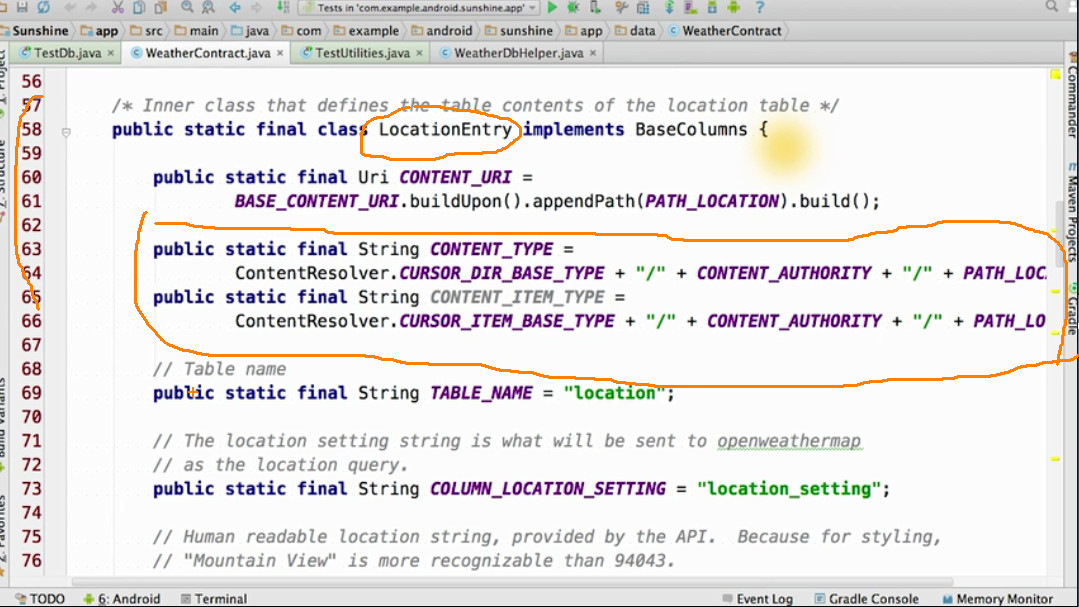 Tests in 'com.example.android.sunshine.app'
Sunshine app src main java com example android sunshine app data WeatherContract
TestDb.java WeatherContract.java TestUtilities.java WeatherDbHelper.java
56
57 /* Inner class that defines the table contents of the location table */
58 public static final class LocationEntry implements BaseColumns {
59
60 public static final Uri CONTENT_URI =
61 BASE_CONTENT_URI.buildUpon().appendPath(PATH_LOCATION).build();
62
63 public static final String CONTENT_TYPE =
64 ContentResolver.CURSOR_DIR_BASE_TYPE + "/" + CONTENT_AUTHORITY + "/" + PATH_LOC
65 public static final String CONTENT_ITEM_TYPE =
66 ContentResolver.CURSOR_ITEM_BASE_TYPE + "/" + CONTENT_AUTHORITY + "/" + PATH_LO
67
68 // Table name
69 public static final String TABLE_NAME = "location";
70
71 // The location setting string is what will be sent to openweathermap
72 // as the location query.
73 public static final String COLUMN_LOCATION_SETTING = "location_setting";
74
75 // Human readable location string, provided by the API.  Because for styling,
76 // "Mountain View" is more recognizable than 94043.
Commander
Maven Projects
Gradle
Z: Structure
Build Variants
2: Favorites
TODO 6: Android Terminal Event Log Gradle Console Memory Monitor